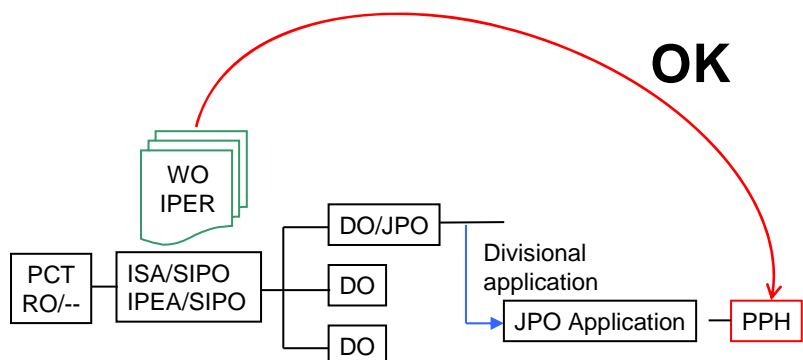 OK
WO
IPER
DO/JPO
Divisional
application
PCT
RO/--
ISA/SIPO
IPEA/SIPO
DO
JPO Application
PPH
DO